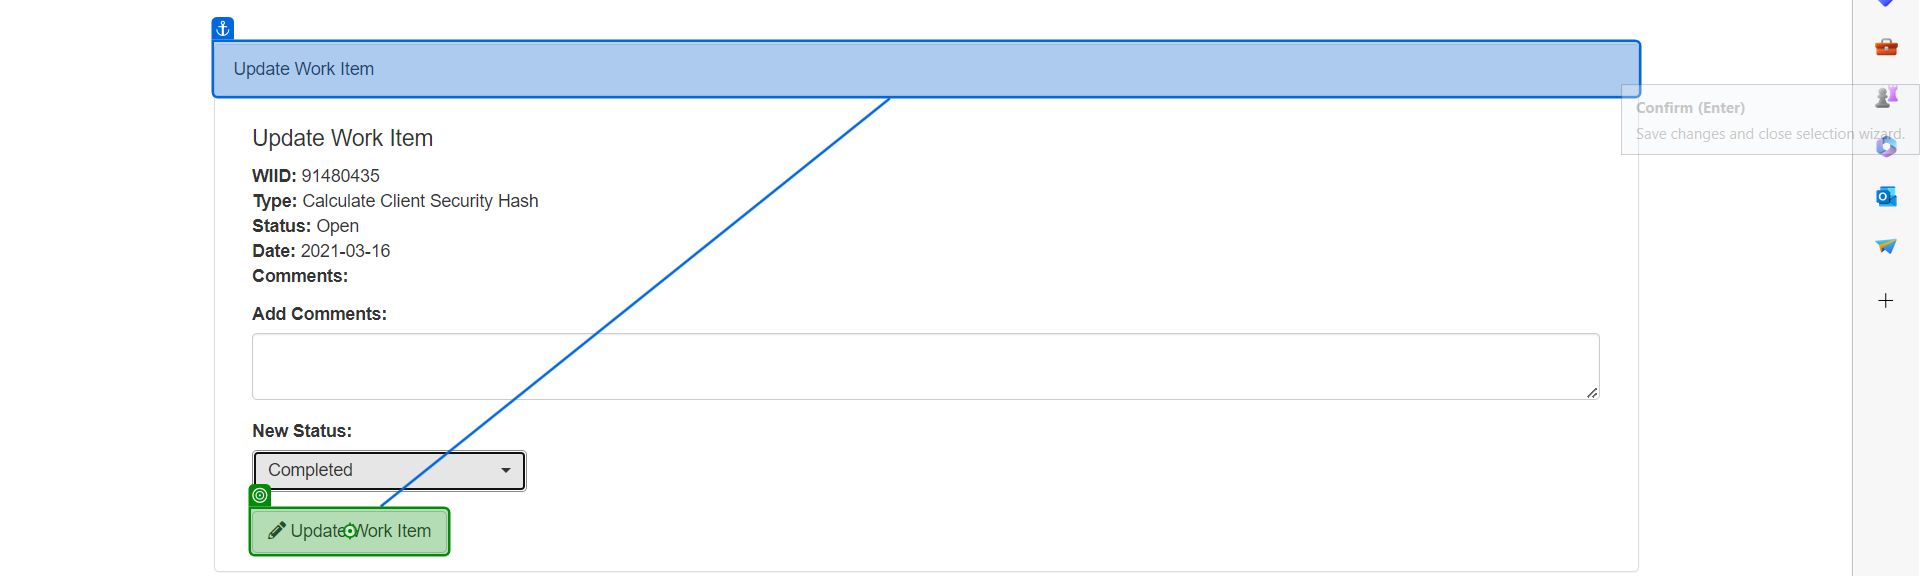 Update Work Item
Confirm (Enter)
Save changes and close selection wizard.
Update Work Item
WIID: 91480435
Type: Calculate Client Security Hash
Status: Open
Date: 2021-03-16
Comments:
Add Comments:
New Status:
Completed
Update Work Item